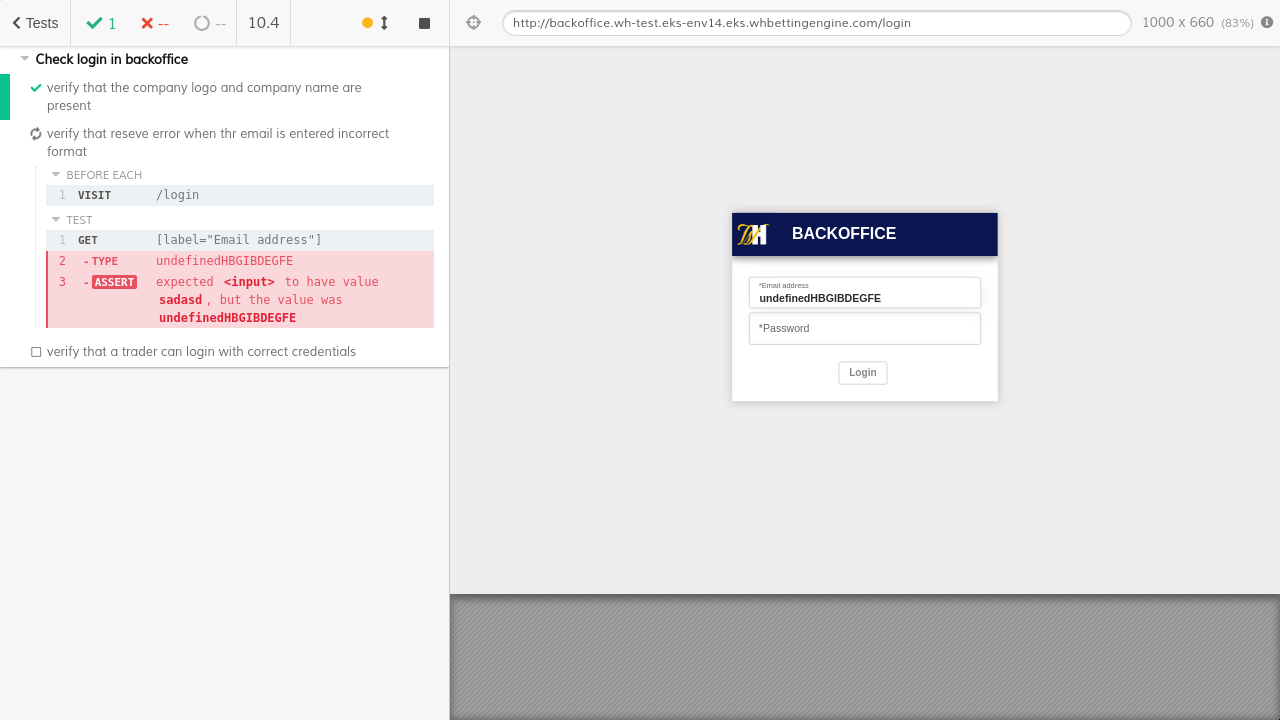 Tests
1
--
--
10.4
http://backoffice.wh-test.eks-env14.eks.whbettingengine.com/login
1000 x 660 (83%)
Check login in backoffice
verify that the company logo and company name are
present
verify that reseve error when thr email is entered incorrect
format
BEFORE EACH
1 VISIT /login
TEST
1 GET [label="Email address"]
2 -TYPE undefinedHBGIBDEGFE
3 -ASSERT expected <input> to have value
sadasd, but the value was
undefinedHBGIBDEGFE
verify that a trader can login with correct credentials
BACKOFFICE
*Email address
undefinedHBGIBDEGFE
*Password
Login